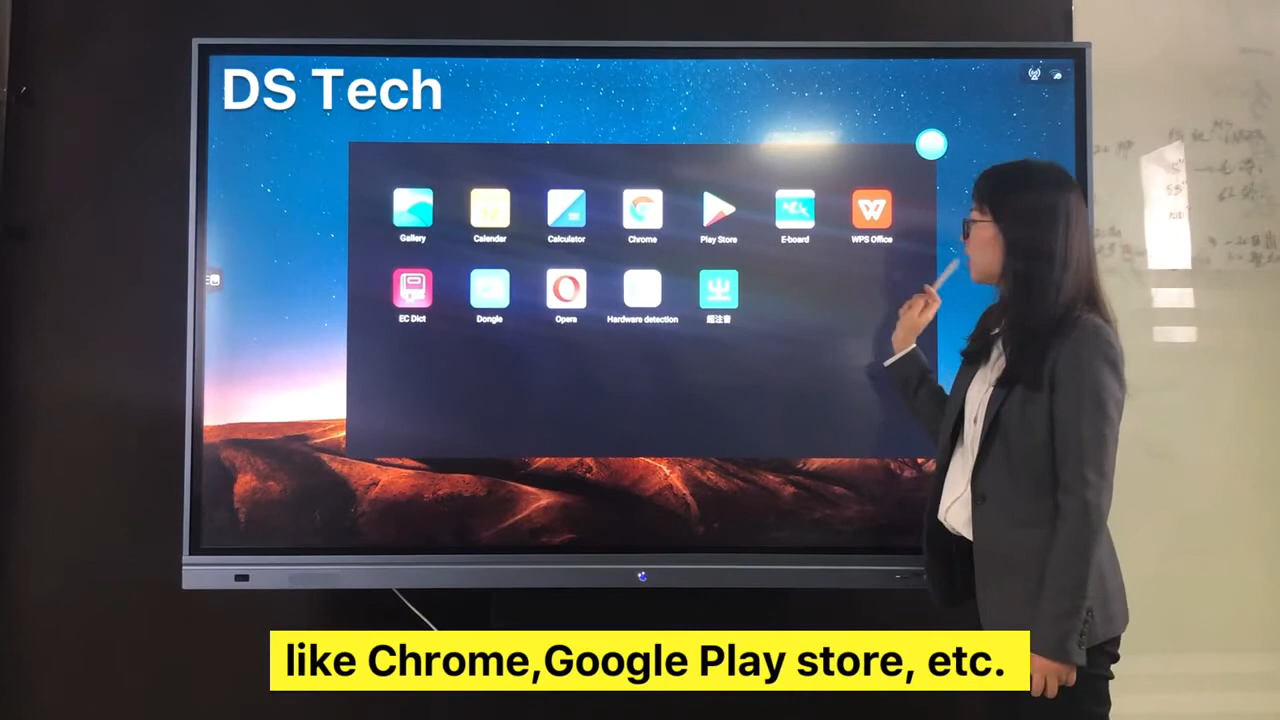 DS Tech
Gallery
Calendar
Calculator
Chrome
Play Store
E-board
WPS Office
EC Dict
Dongle
Opera
Hardware detection
超注音
like Chrome,Google Play store, etc.